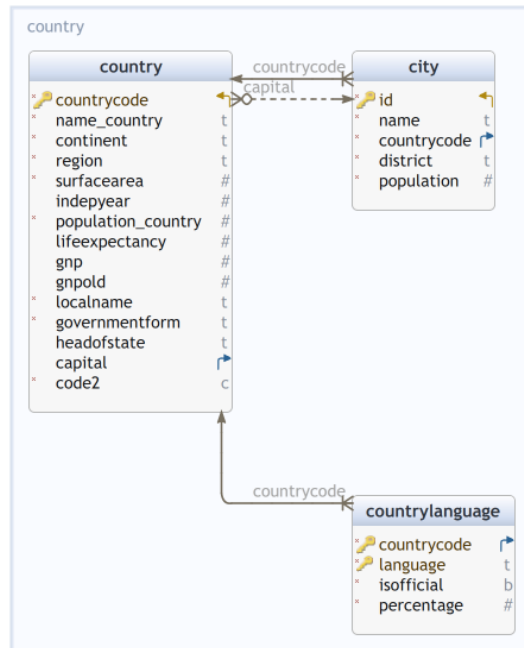 country
country
countrycode
name_country t
continent t
region t
surfacearea #
indepyear #
population_country #
lifeexpectancy #
gnp #
gnpold #
localname t
governmentform t
headofstate t
capital
code2 c
countrycode
capital
city
id
name t
countrycode
district t
population #
countrycode
countrylanguage
countrycode
language t
isofficial b
percentage #